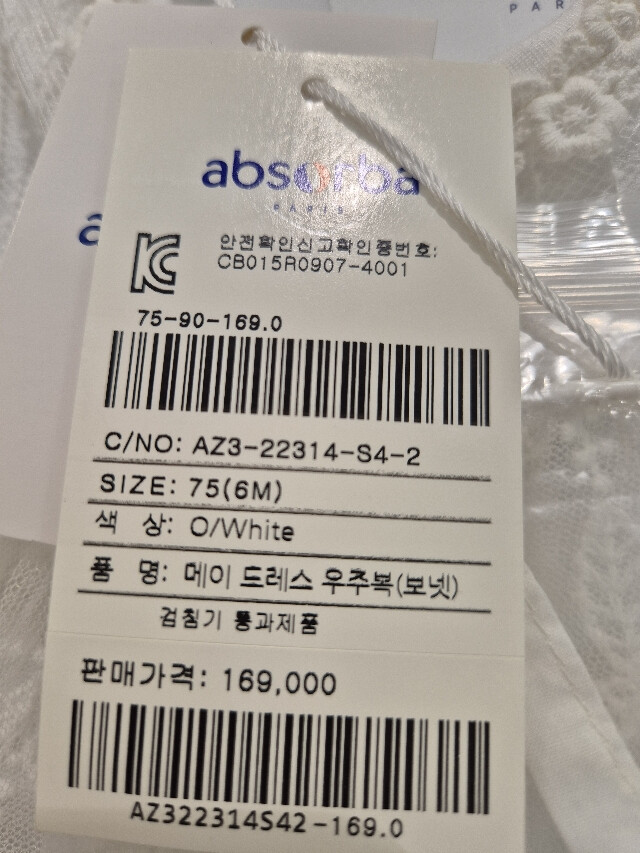 PAR
absorba
PARIS
a
안전확인신고확인증번호:
CB015R0907-4001
75-90-169.0
C/NO: AZ3-22314-S4-2
SIZE: 75(6M)
색 상: O/White
품 명: 메이 드레스 우주복(보넷)
검침기 통과제품
판매가격: 169,000
AZ322314S42-169.0